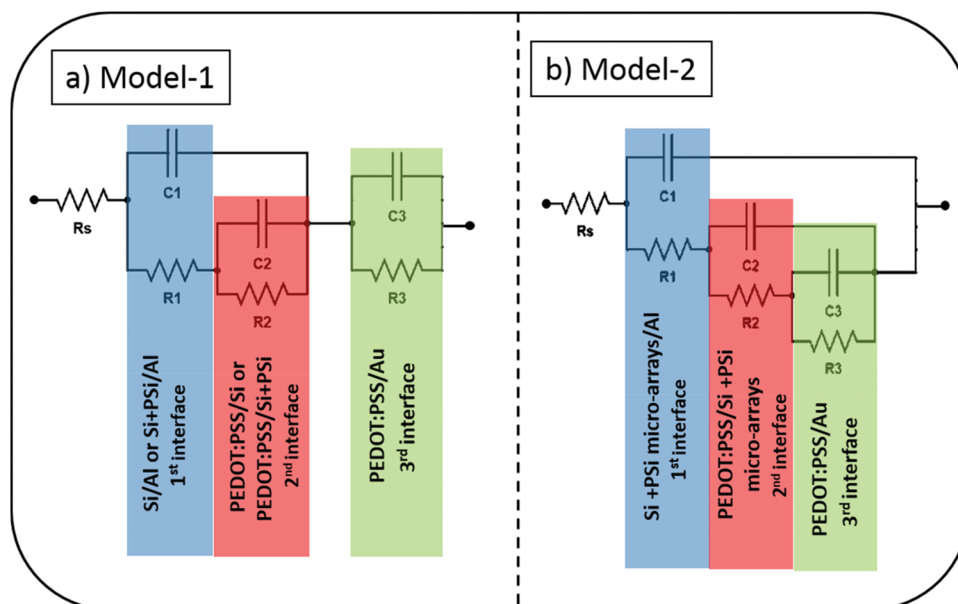 a) Model-1
C1
Rs
R1
C2
R2
C3
R3
Si/Al or Si+PSi/Al
1st interface
PEDOT:PSS/Si or
PEDOT:PSS/Si+PSi
2nd interface
PEDOT:PSS/Au
3rd interface
b) Model-2
C1
Rs
R1
C2
R2
C3
R3
Si +PSi micro-arrays/Al
1st interface
PEDOT:PSS/Si +PSi
micro-arrays
2nd interface
PEDOT:PSS/Au
3rd interface